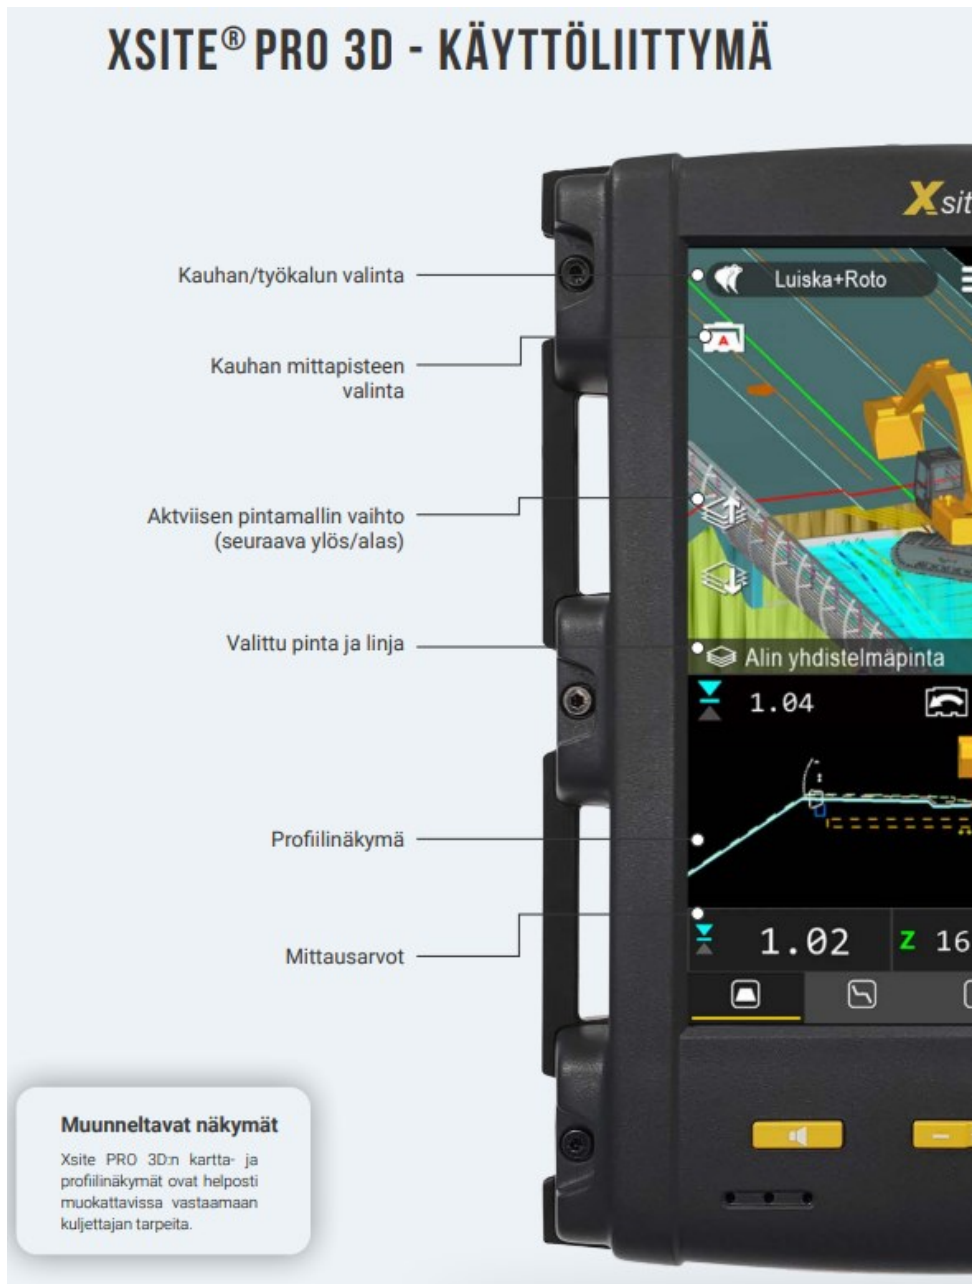 XSITE® PRO 3D - KÄYTTÖLIITTYMÄ
Xsit
Kauhan/työkalun valinta
Luiska+Roto
Kauhan mittapisteen
valinta
A
Aktviisen pintamallin vaihto
(seuraava ylös/alas)
Valittu pinta ja linja
Alin yhdistelmäpinta
1.04
Profiilinäkymä
Mittausarvot
1.02
Z 16
Muunneltavat näkymät
Xsite PRO 3D:n kartta- ja
profiilinäkymät ovat helposti
muokattavissa vastaamaan
kuljettajan tarpeita.